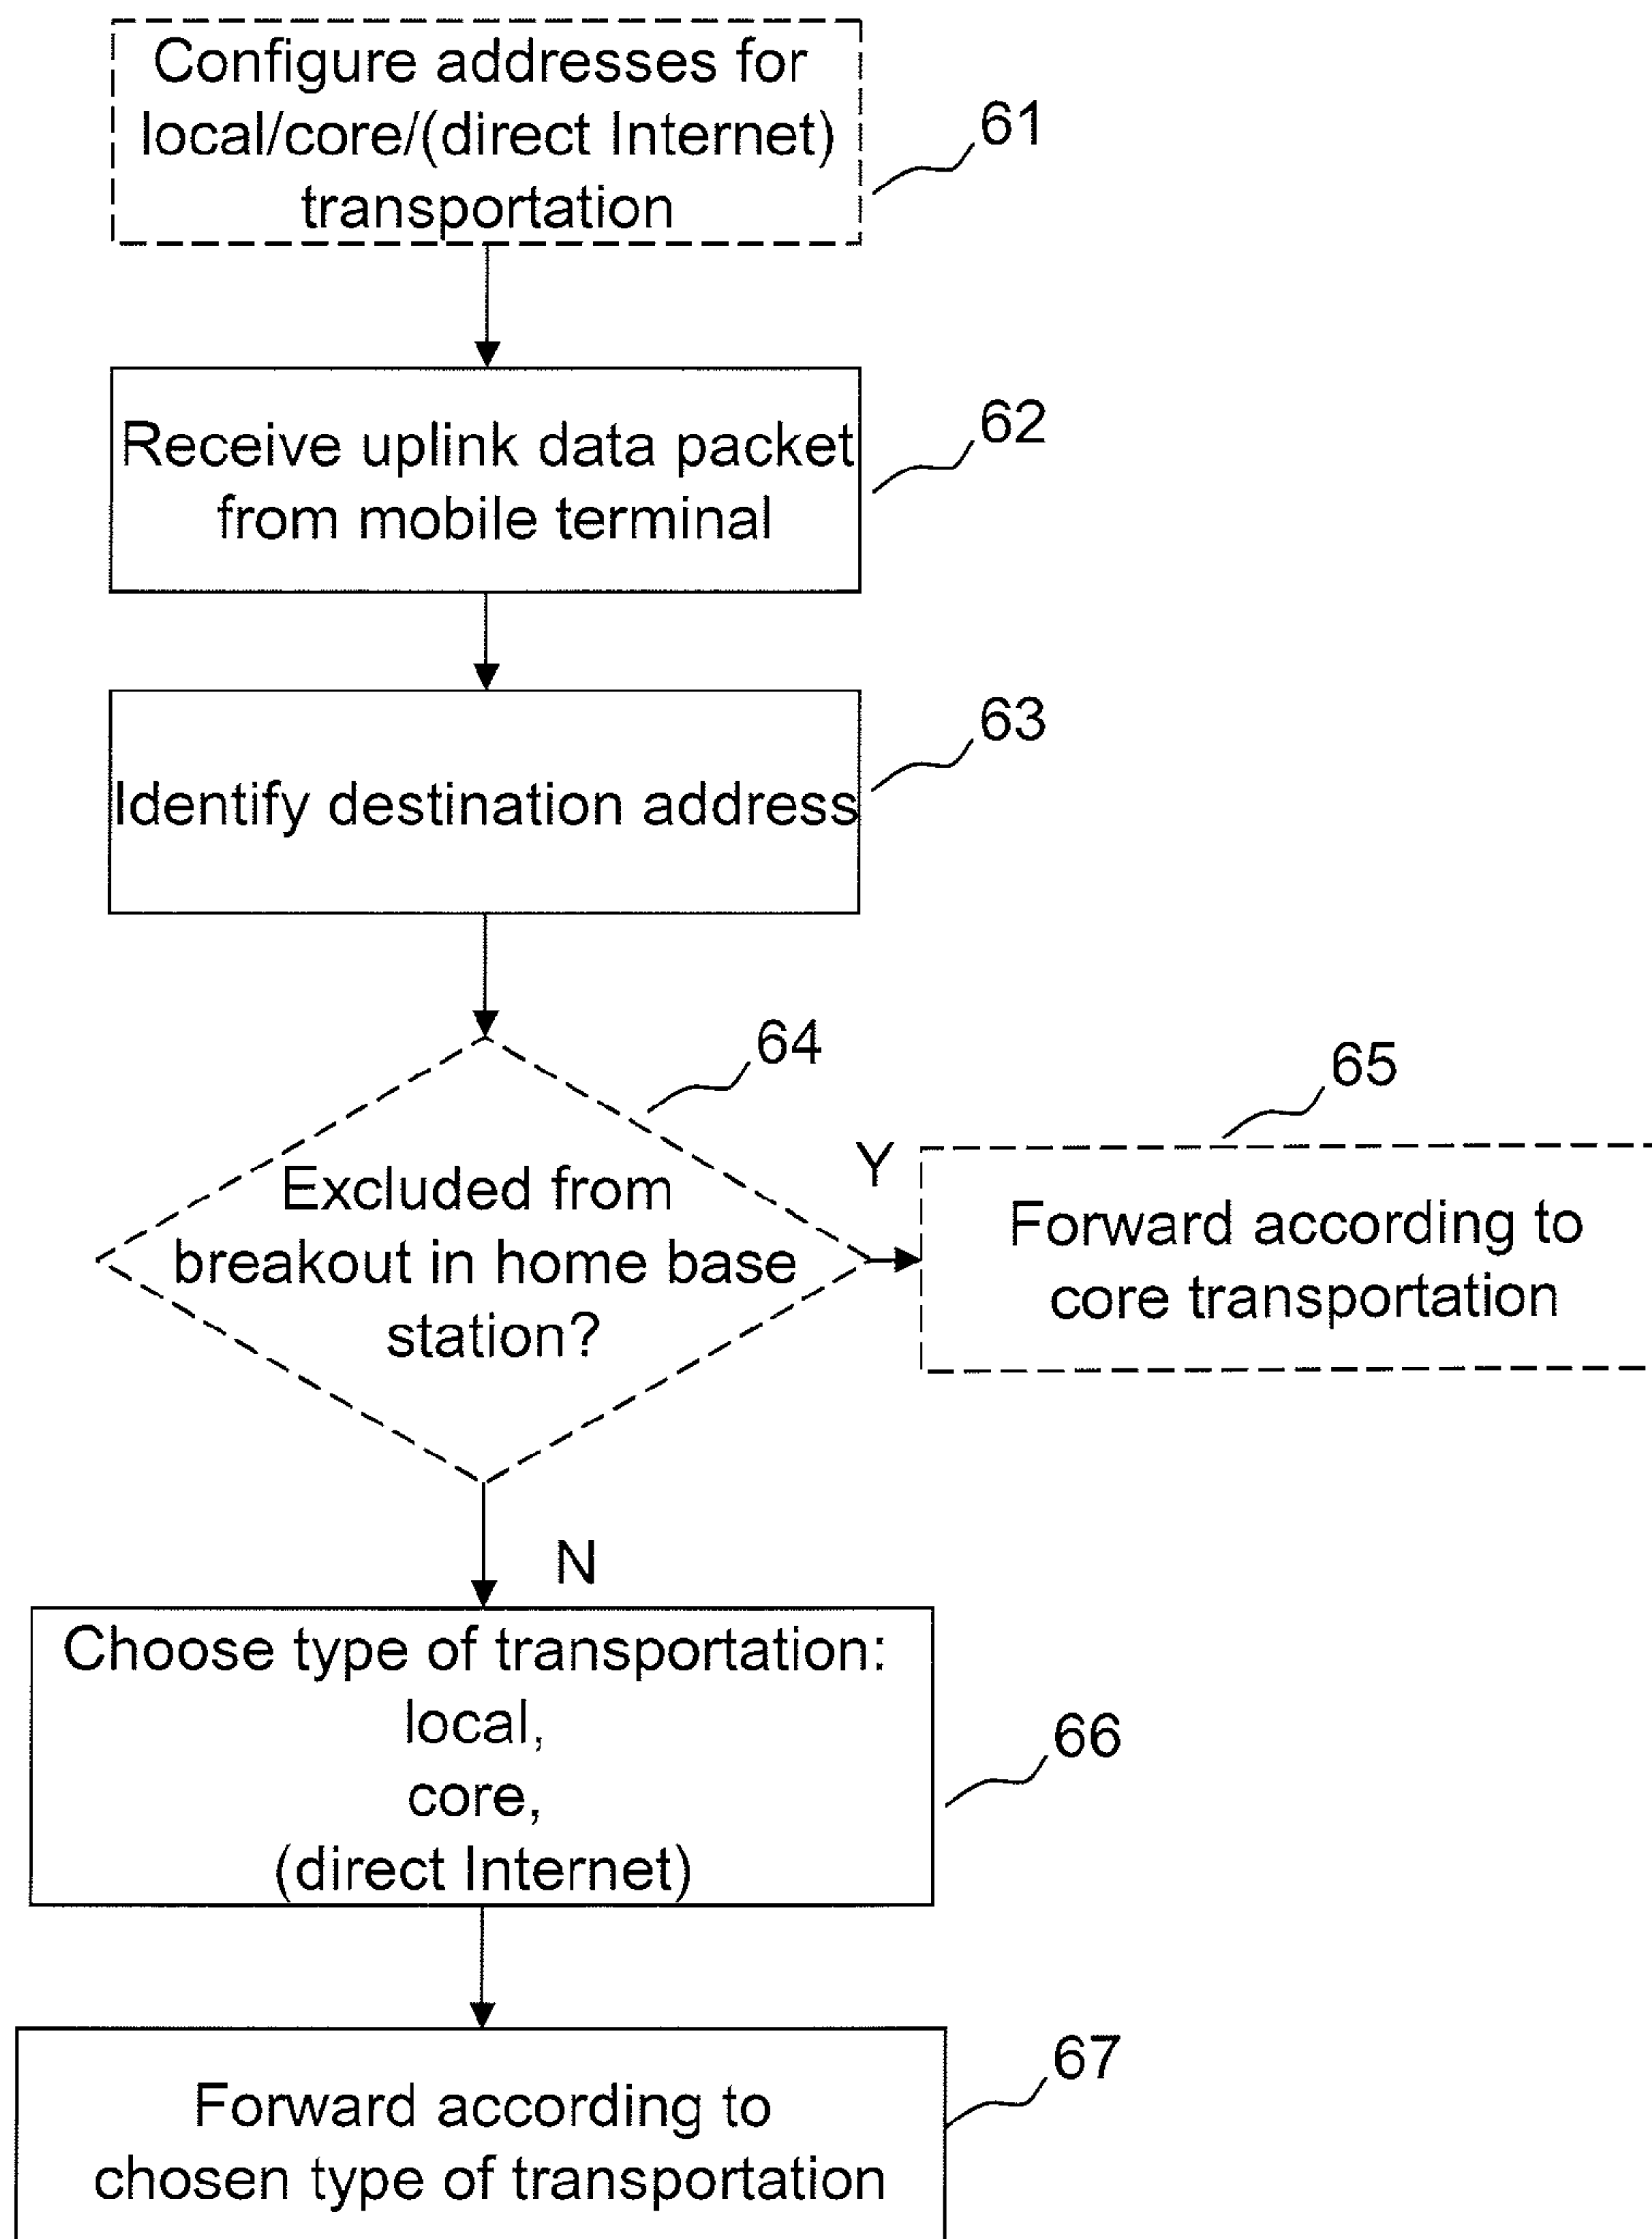 Configure addresses for
local/core/(direct Internet)
transportation
61
Receive uplink data packet
from mobile terminal
62
Identify destination address
63
64
Excluded from
breakout in home base
station?
Y
65
Forward according to
core transportation
N
Choose type of transportation:
local,
core,
(direct Internet)
66
Forward according to
chosen type of transportation
67